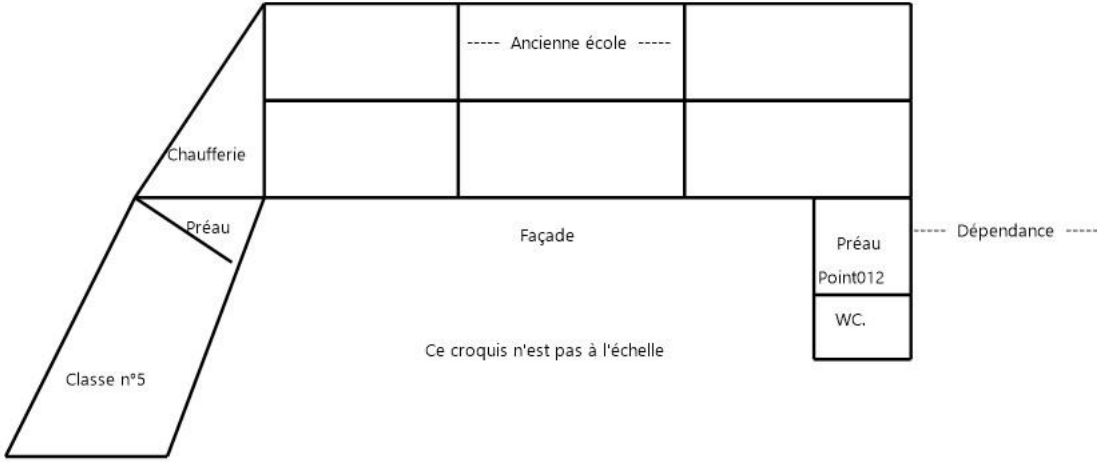 ----- Ancienne école -----
Chaufferie
Préau
Façade
Préau
----- Dépendance -----
Point012
WC.
Ce croquis n'est pas à l'échelle
Classe n°5